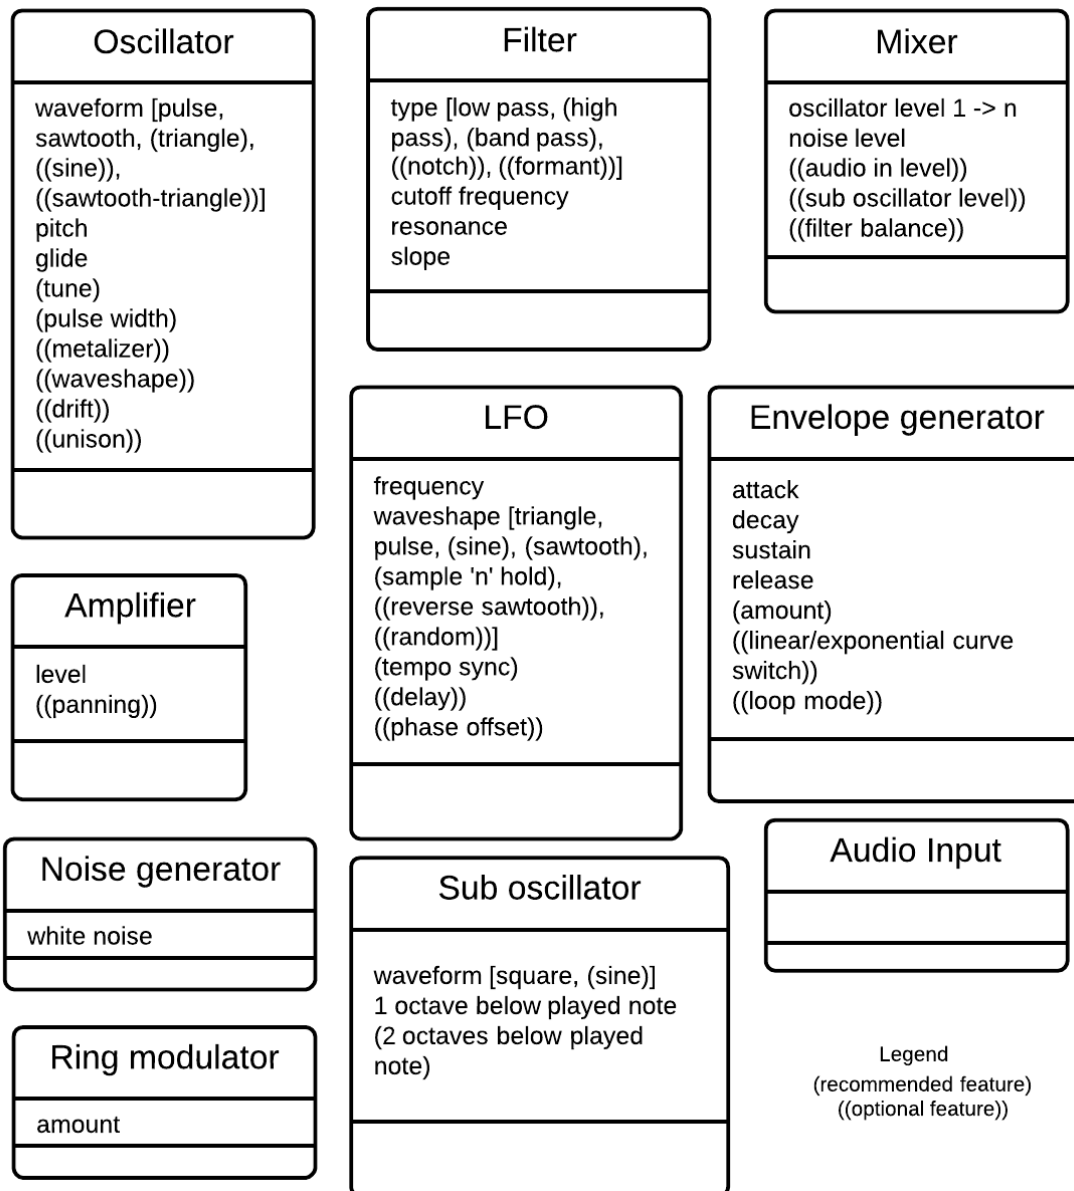 Oscillator
waveform [pulse,
sawtooth, (triangle),
((sine)),
((sawtooth-triangle))]
pitch
glide
(tune)
(pulse width)
((metalizer))
((waveshape))
((drift))
((unison))
Filter
type [low pass, (high
pass), (band pass),
((notch)), ((formant))]
cutoff frequency
resonance
slope
Mixer
oscillator level 1 -> n
noise level
((audio in level))
((sub oscillator level))
((filter balance))
LFO
frequency
waveshape [triangle,
pulse, (sine), (sawtooth),
(sample 'n' hold),
((reverse sawtooth)),
((random))]
(tempo sync)
((delay))
((phase offset))
Envelope generator
attack
decay
sustain
release
(amount)
((linear/exponential curve
switch))
((loop mode))
Amplifier
level
((panning))
Noise generator
white noise
Sub oscillator
waveform [square, (sine)]
1 octave below played note
(2 octaves below played
note)
Audio Input
Ring modulator
amount
Legend
(recommended feature)
((optional feature))